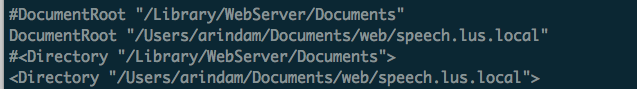 #DocumentRoot "/Library/WebServer/Documents"
DocumentRoot "/Users/arindam/Documents/web/speech.lus.local"
#<Directory "/Library/WebServer/Documents">
<Directory "/Users/arindam/Documents/web/speech.lus.local">